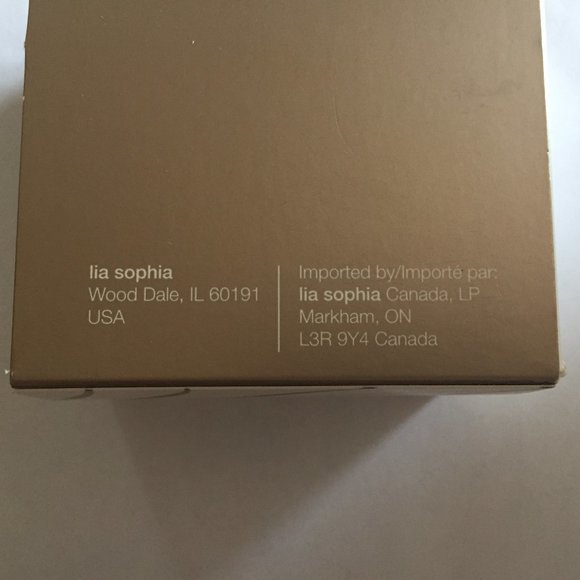 lia sophia
Wood Dale, IL 60191
USA
Imported by/Importé par:
lia sophia Canada, LP
Markham, ON
L3R 9Y4 Canada